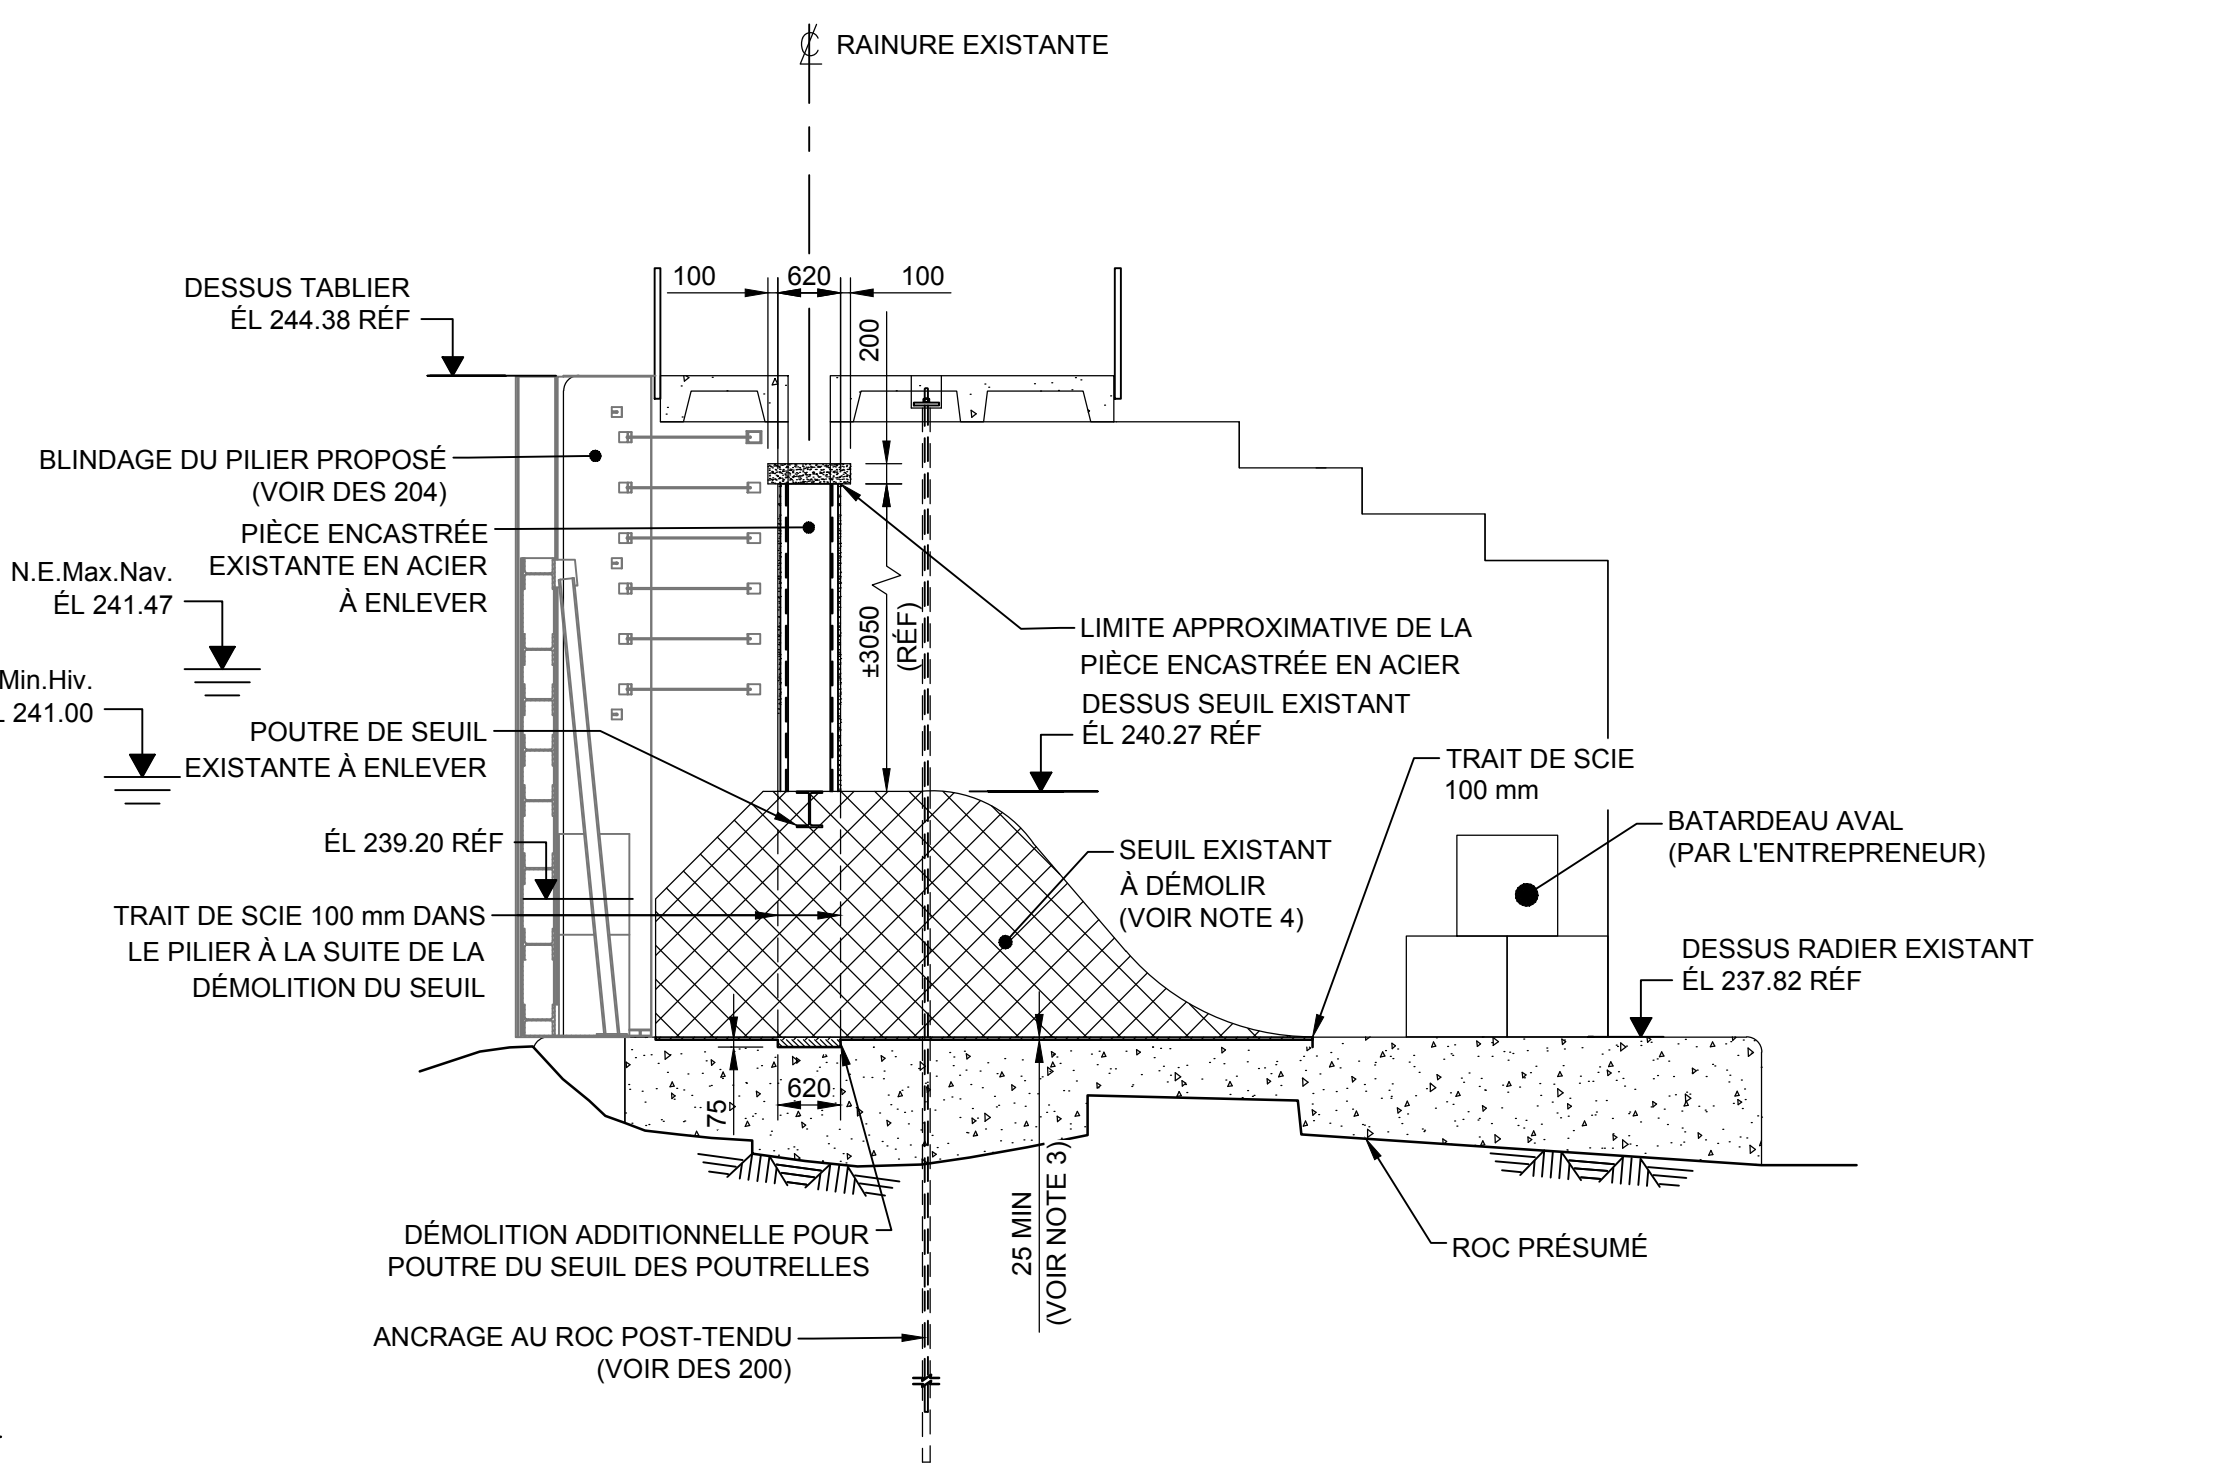 ℄ RAINURE EXISTANTE
100 620 100
DESSUS TABLIER
ÉL 244.38 RÉF
200
BLINDAGE DU PILIER PROPOSÉ
(VOIR DES 204)
PIÈCE ENCASTRÉE
EXISTANTE EN ACIER
À ENLEVER
N.E.Max.Nav.
ÉL 241.47
±3050
(RÉF)
LIMITE APPROXIMATIVE DE LA
PIÈCE ENCASTRÉE EN ACIER
Min.Hiv.
241.00
DESSUS SEUIL EXISTANT
ÉL 240.27 RÉF
POUTRE DE SEUIL
EXISTANTE À ENLEVER
TRAIT DE SCIE
100 mm
BATARDEAU AVAL
(PAR L'ENTREPRENEUR)
ÉL 239.20 RÉF
SEUIL EXISTANT
À DÉMOLIR
(VOIR NOTE 4)
TRAIT DE SCIE 100 mm DANS
LE PILIER À LA SUITE DE LA
DÉMOLITION DU SEUIL
DESSUS RADIER EXISTANT
ÉL 237.82 RÉF
75
620
25 MIN
(VOIR NOTE 3)
DÉMOLITION ADDITIONNELLE POUR
POUTRE DU SEUIL DES POUTRELLES
ROC PRÉSUMÉ
ANCRAGE AU ROC POST-TENDU
(VOIR DES 200)